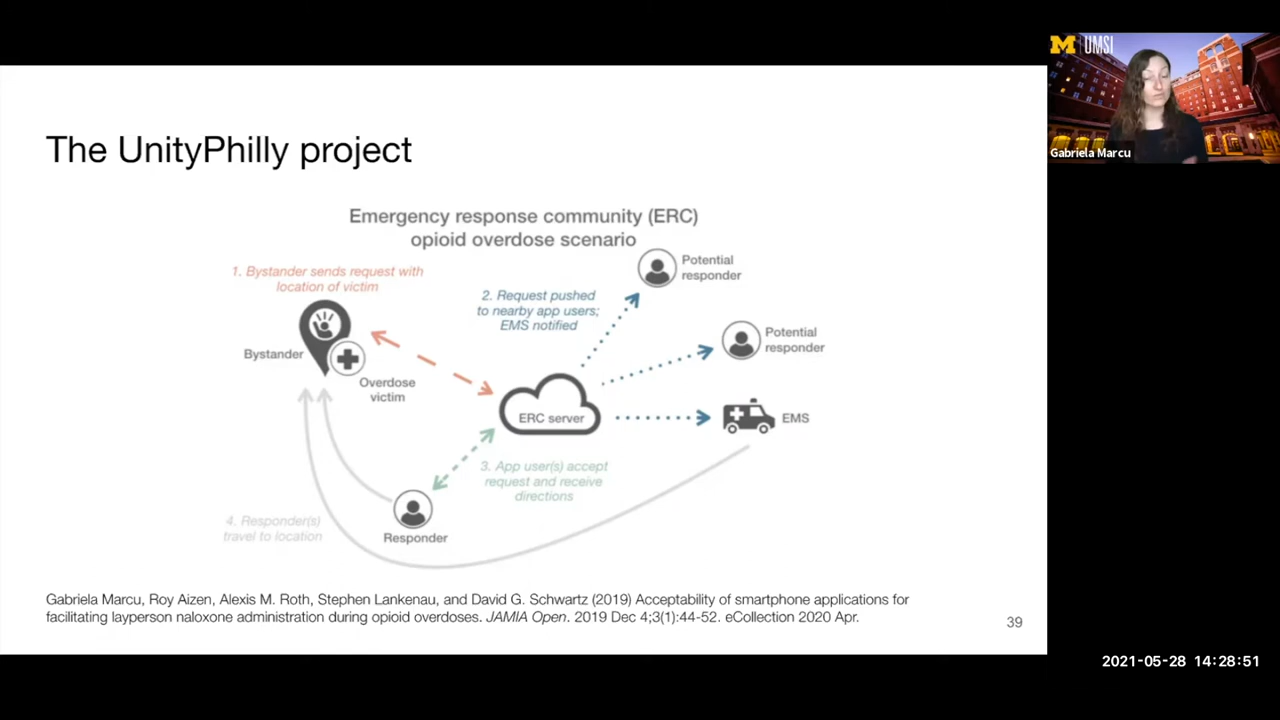 M | UMSI
Gabriela Marcu
The UnityPhilly project
Emergency response community (ERC)
opioid overdose scenario
1. Bystander sends request with
location of victim
2. Request pushed
to nearby app users;
EMS notified
Potential
responder
Potential
responder
Bystander
Overdose
victim
ERC server
EMS
3. App user(s) accept
request and receive
directions
4. Responder(s)
travel to location
Responder
Gabriela Marcu, Roy Aizen, Alexis M. Roth, Stephen Lankenau, and David G. Schwartz (2019) Acceptability of smartphone applications for
facilitating layperson naloxone administration during opioid overdoses. JAMIA Open. 2019 Dec 4;3(1):44-52. eCollection 2020 Apr.
39
2021-05-28 14:28:51